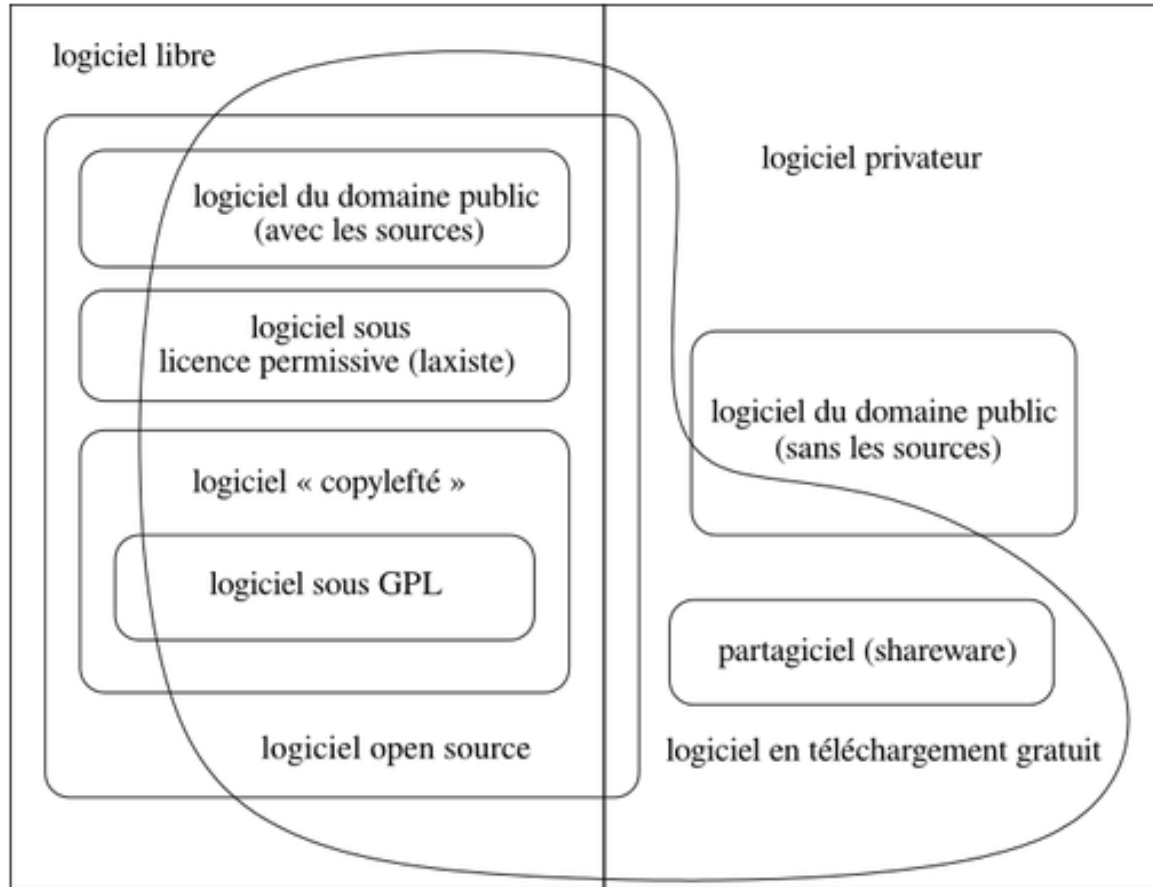 logiciel libre
logiciel privateur
logiciel du domaine public
(avec les sources)
logiciel sous
licence permissive (laxiste)
logiciel du domaine public
(sans les sources)
logiciel « copylefté »
logiciel sous GPL
partagiciel (shareware)
logiciel open source
logiciel en téléchargement gratuit